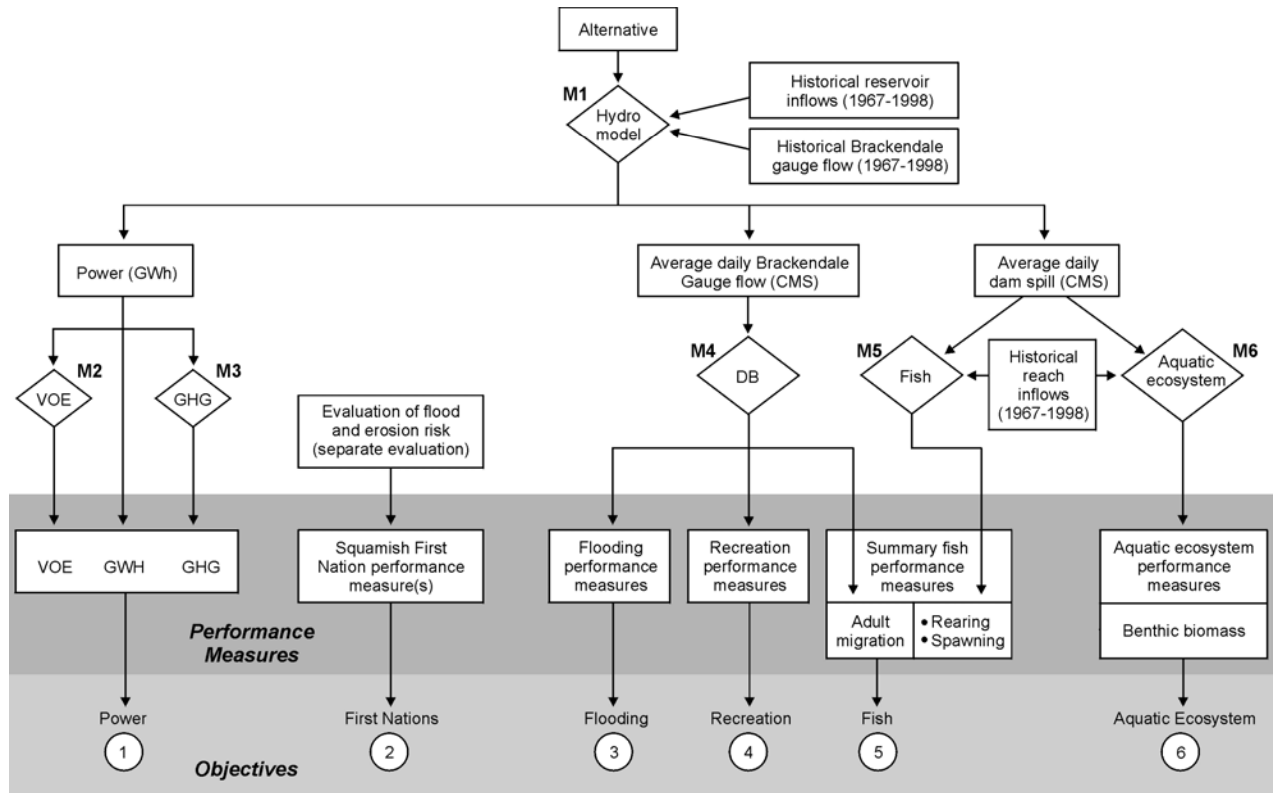 Alternative
M1
Hydro
model
Historical reservoir
inflows (1967-1998)
Historical Brackendale
gauge flow (1967-1998)
Power (GWh)
Average daily Brackendale
Gauge flow (CMS)
Average daily
dam spill (CMS)
M2
VOE
M3
GHG
Evaluation of flood
and erosion risk
(separate evaluation)
M4
DB
M5
Fish
Historical
reach
inflows
(1967-1998)
M6
Aquatic
ecosystem
VOE GWH GHG
Squamish First
Nation performance
measure(s)
Flooding
performance
measures
Recreation
performance
measures
Summary fish
performance
measures
Adult
migration
• Rearing
• Spawning
Aquatic ecosystem
performance
measures
Benthic biomass
Performance
Measures
Power
1
First Nations
2
Flooding
3
Recreation
4
Fish
5
Aquatic Ecosystem
6
Objectives